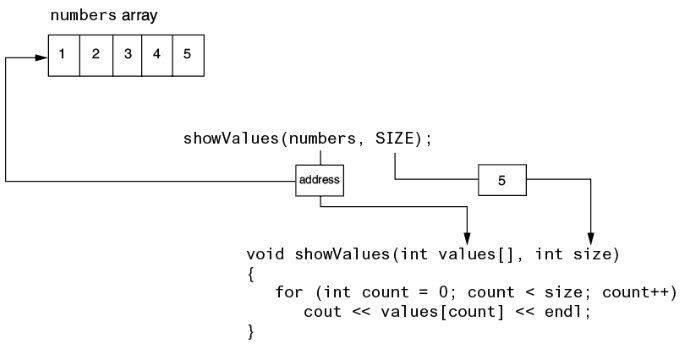 numbers array
1 2 3 4 5
showValues(numbers, SIZE);
address
5
void showValues(int values[], int size)
{
for (int count = 0; count < size; count++)
cout << values[count] << endl;
}